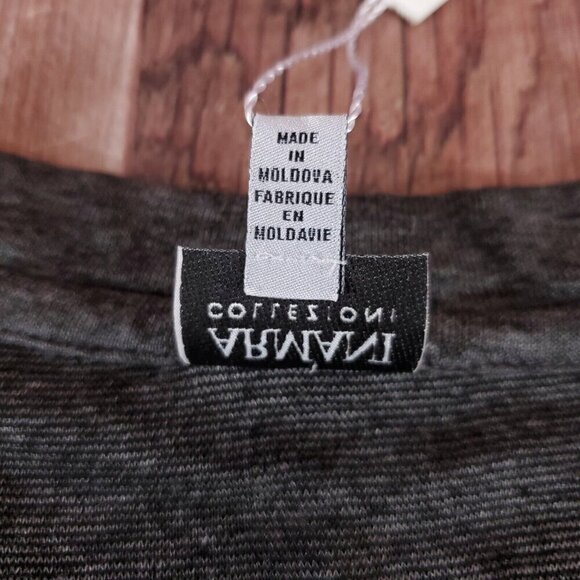 MADE
IN
MOLDOVA
FABRIQUE
EN
MOLDAVIE
ARMANI
COLLEZIONI